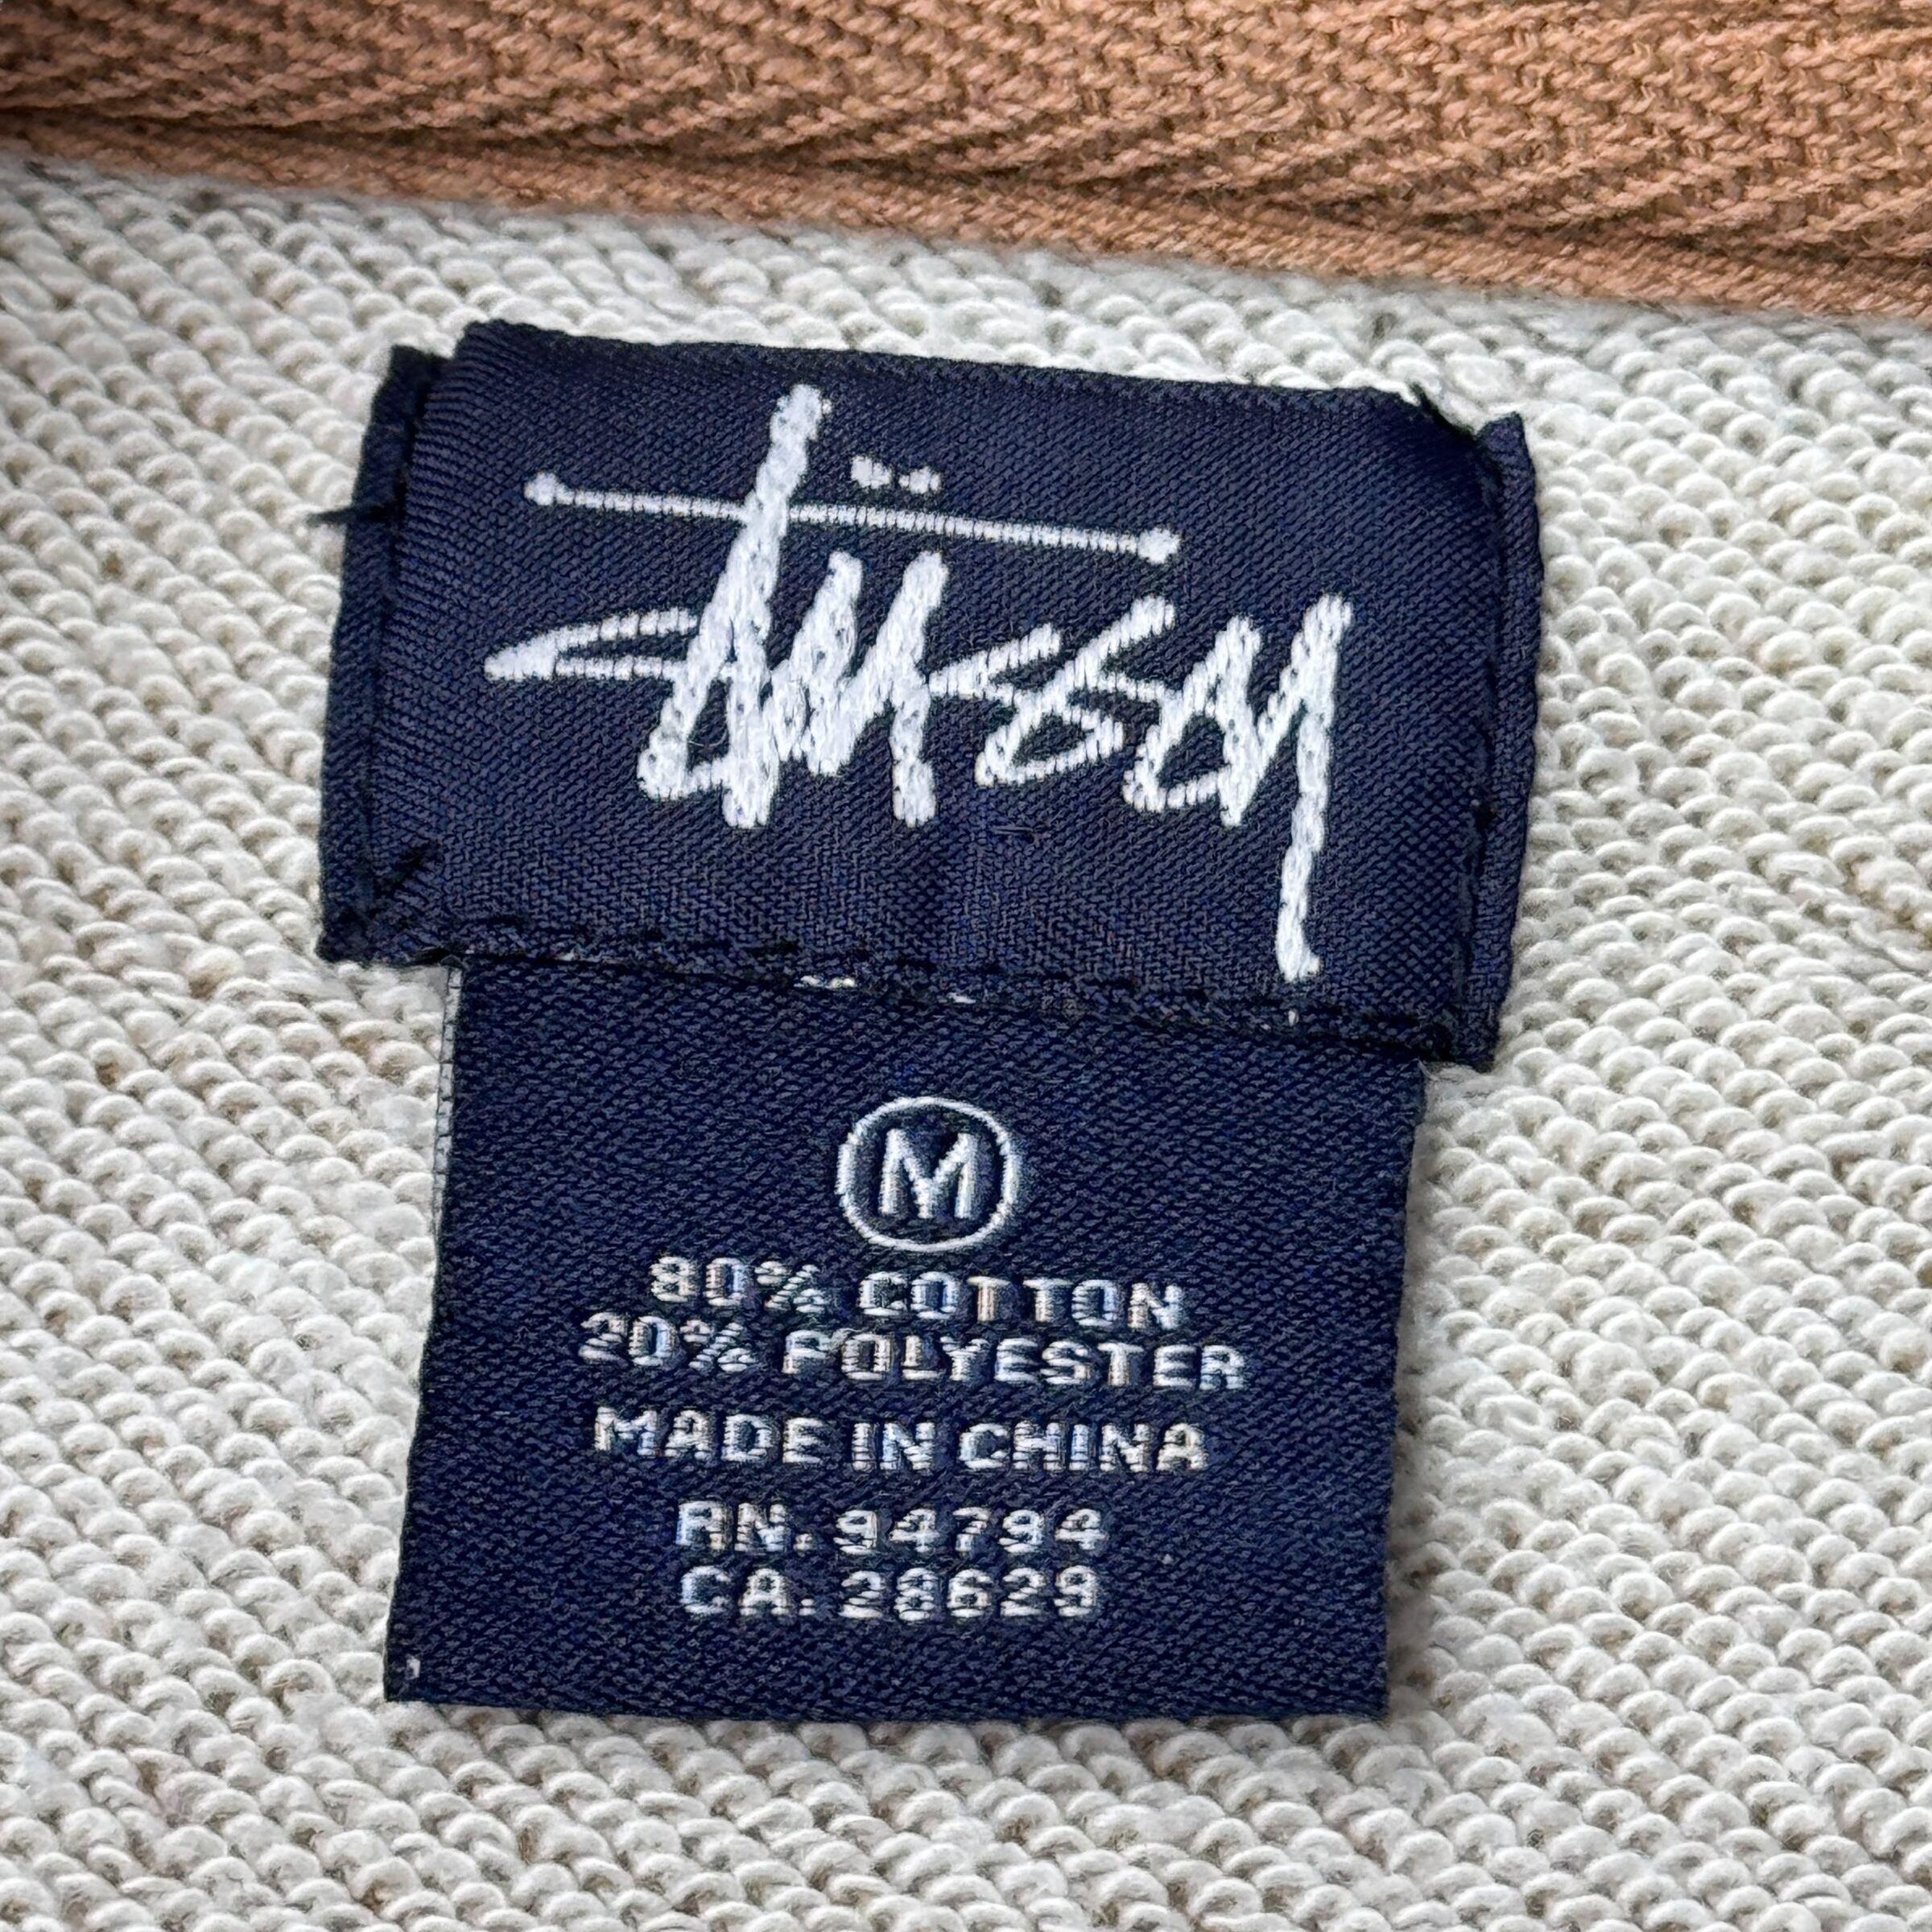 Stüssy
M
80% COTTON
20% POLYESTER
MADE IN CHINA
RN. 94794
CA. 28629